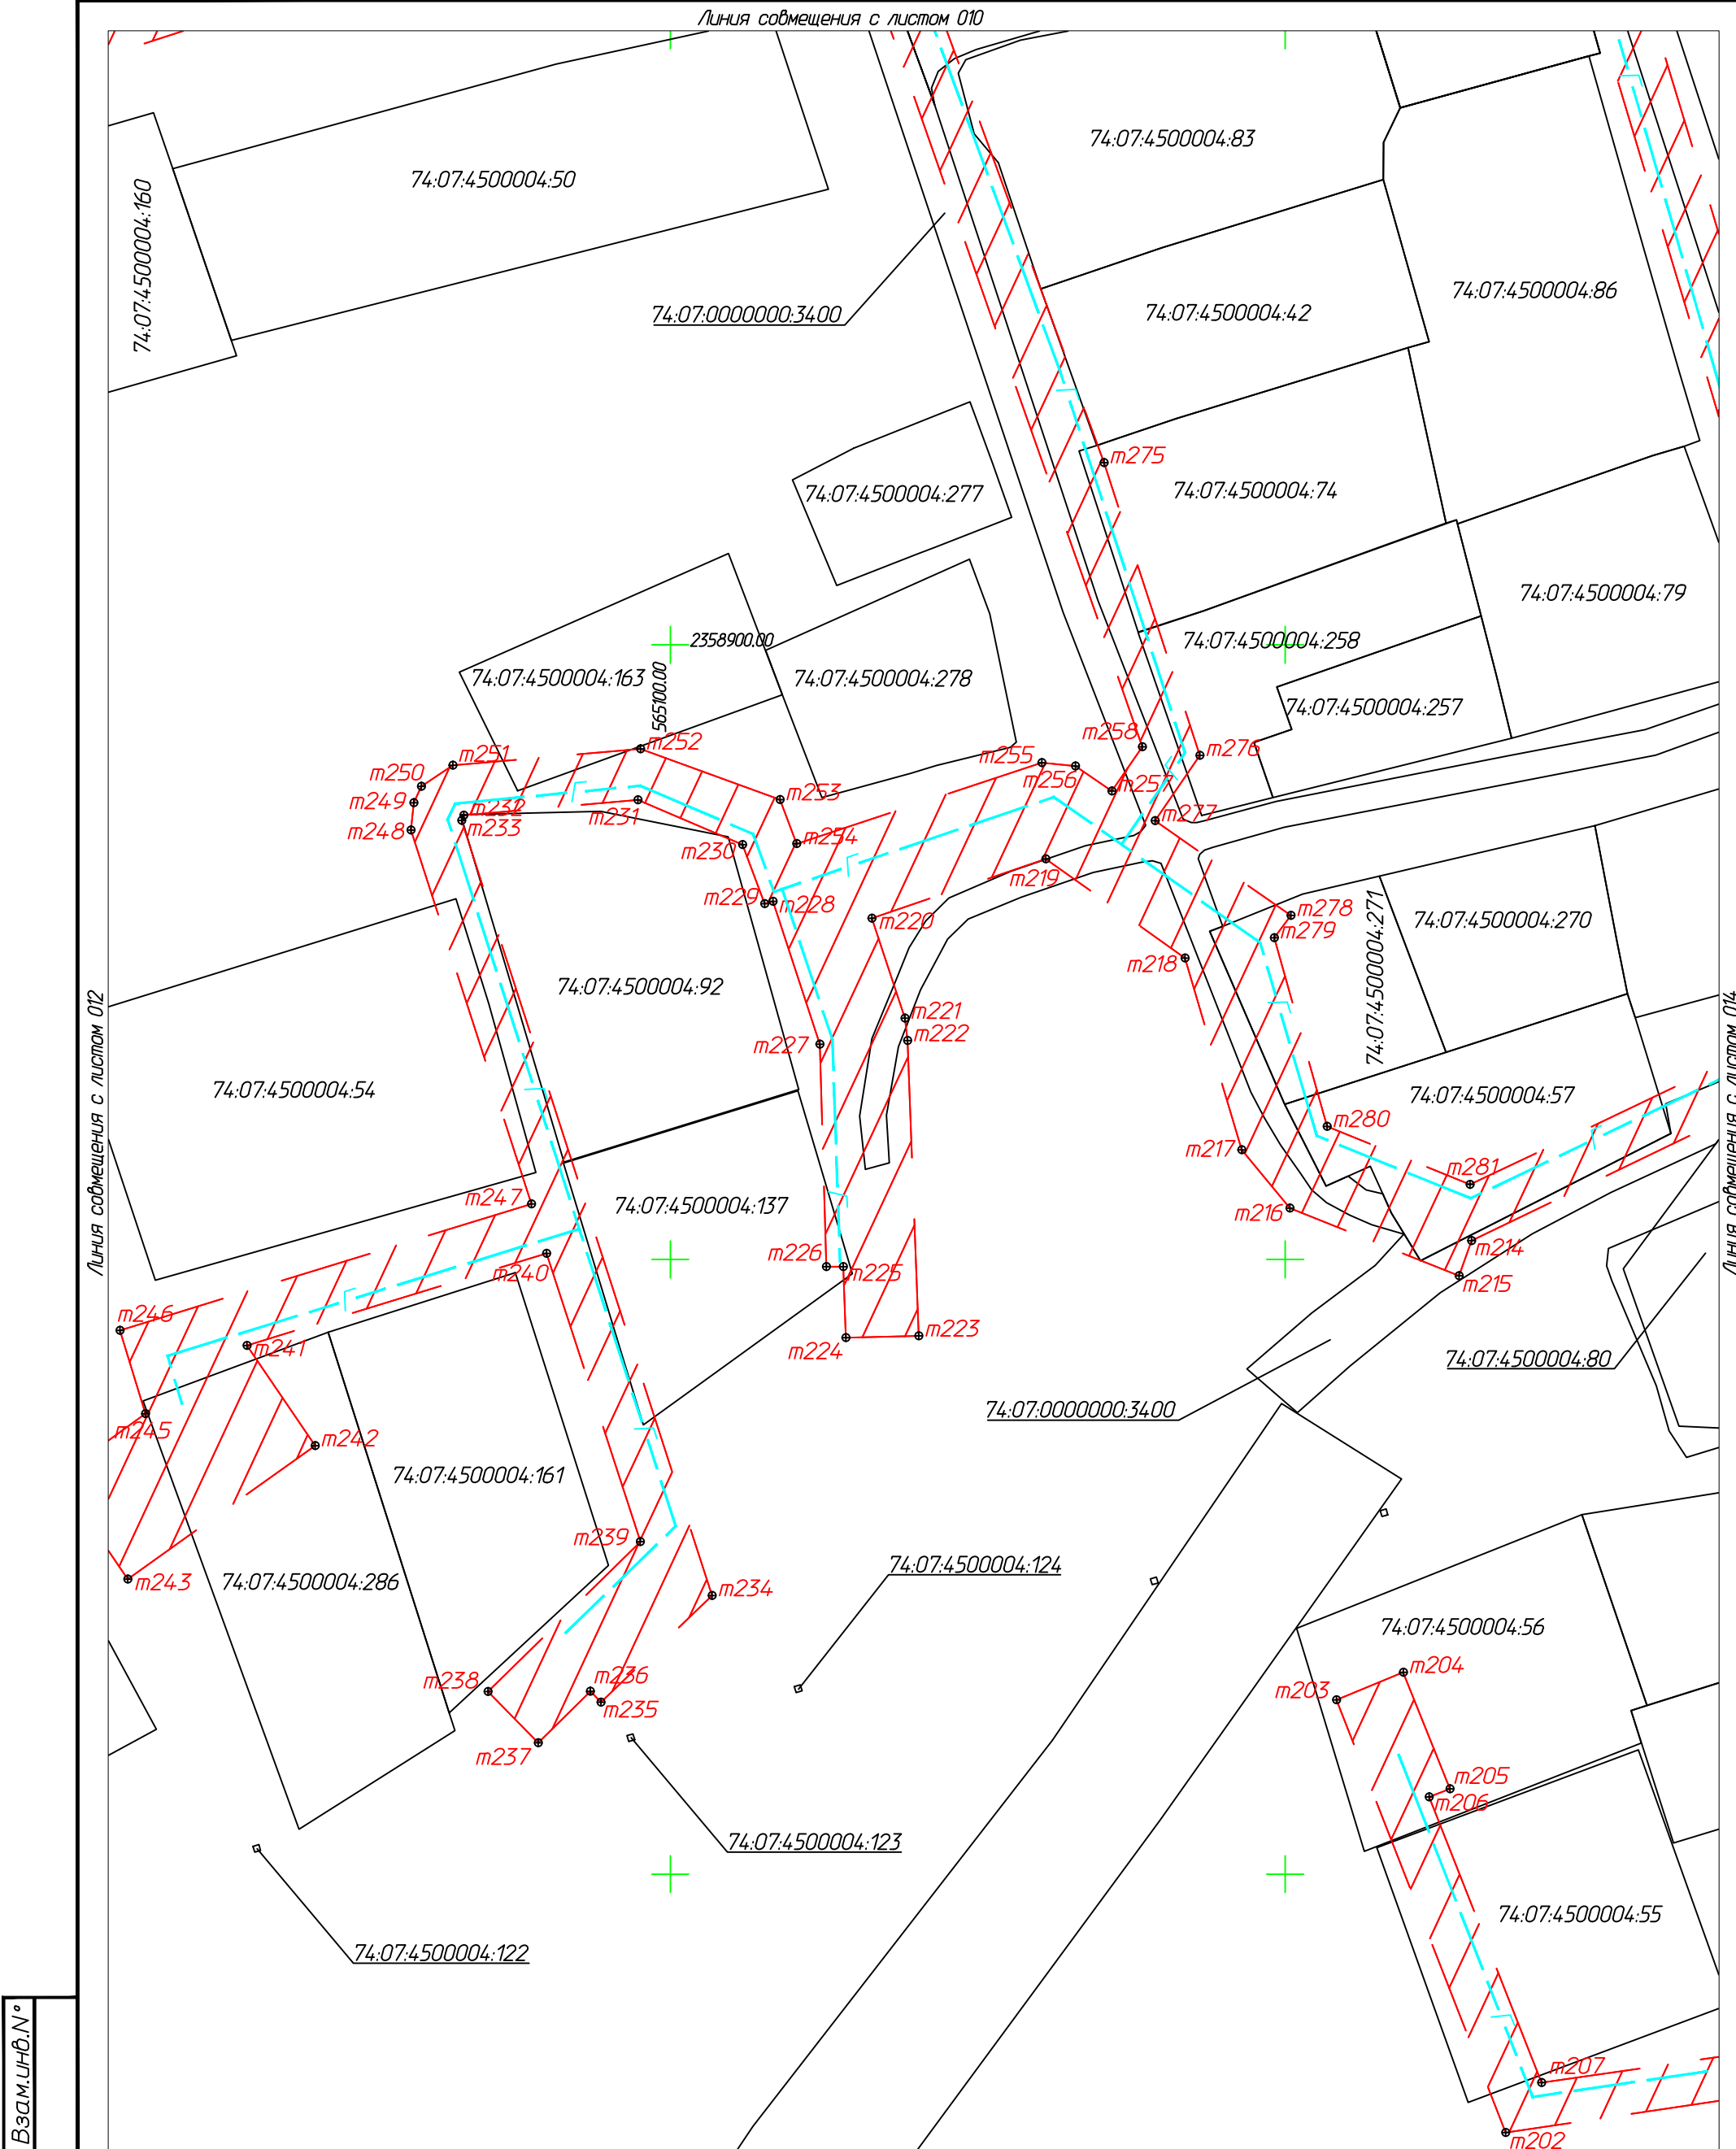 Линия совмещения с листом 010
74:07:4500004:83
74:07:4500004:50
74:07:4500004:160
74:07:4500004:86
74:07:0000000:3400
74:07:4500004:42
m275
74:07:4500004:74
74:07:4500004:277
74:07:4500004:79
2358900.00
565100.00
74:07:4500004:258
74:07:4500004:163
74:07:4500004:278
74:07:4500004:257
m258
m276
m252
m251
m255
m256
m250
m257
m249
m253
m232
m231
m277
m233
m248
m254
m230
m219
m229
m228
m220
m278
m279
74:07:4500004:270
74:07:4500004:271
m218
74:07:4500004:92
m221
m222
m227
Линия совмещения с листом 012
Линия совмещения с листом 014
74:07:4500004:54
74:07:4500004:57
m280
m217
m281
m247
74:07:4500004:137
m216
m240
m226
m225
m214
m215
m246
m241
m223
m224
74:07:4500004:80
74:07:0000000:3400
m245
m242
74:07:4500004:161
m239
74:07:4500004:124
m243
74:07:4500004:286
m234
74:07:4500004:56
m204
m238
m236
m203
m235
m237
m205
m206
74:07:4500004:123
74:07:4500004:55
74:07:4500004:122
m207
m202
Взам.инв.N°